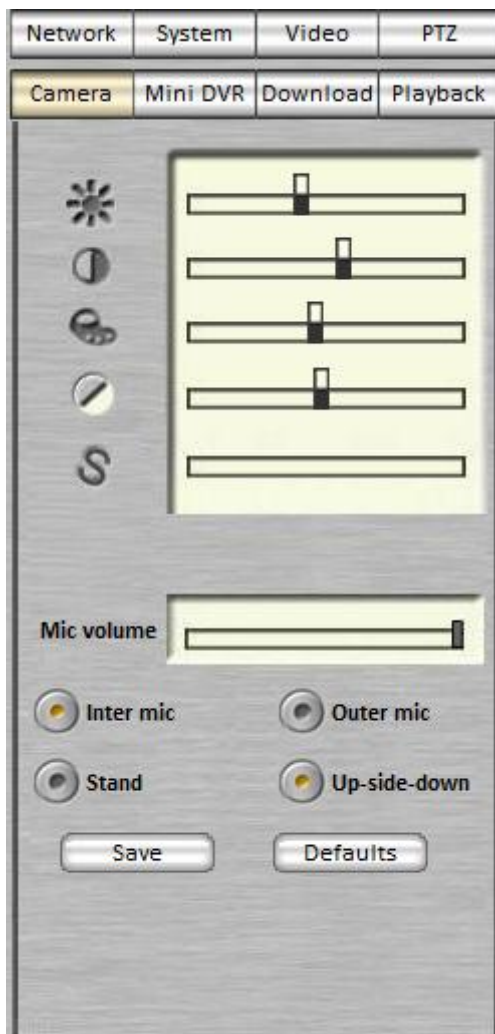 Network System Video PTZ
Camera Mini DVR Download Playback
Mic volume
Inter mic Outer mic
Stand Up-side-down
Save Defaults